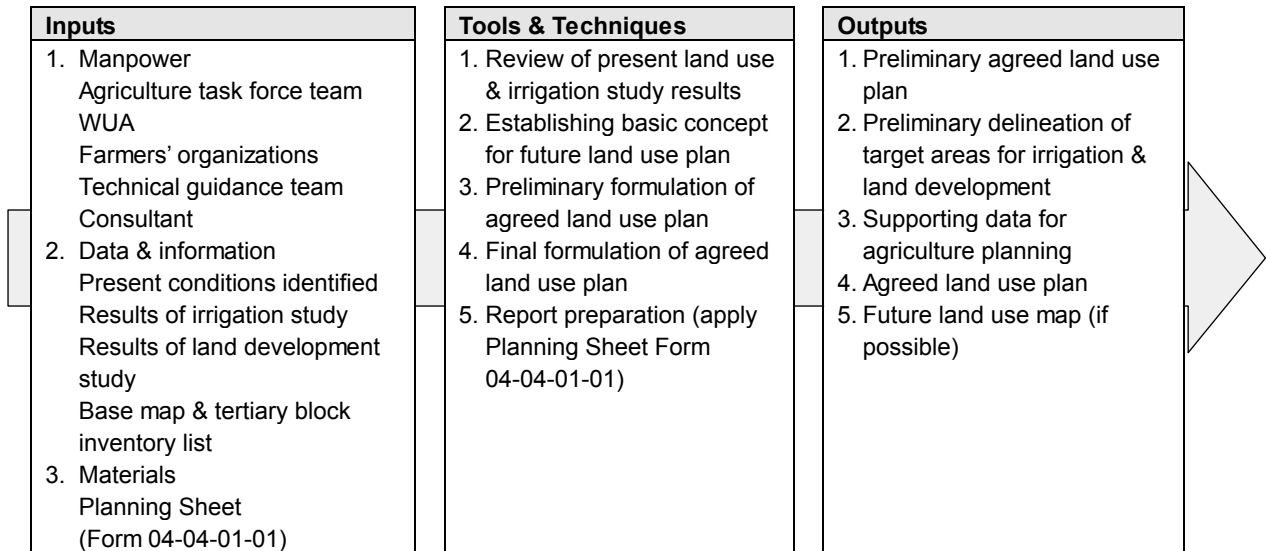 Inputs
1. Manpower
Agriculture task force team
WUA
Farmers' organizations
Technical guidance team
Consultant
2. Data & information
Present conditions identified
Results of irrigation study
Results of land development
study
Base map & tertiary block
inventory list
3. Materials
Planning Sheet
(Form 04-04-01-01)
Tools & Techniques
1. Review of present land use
& irrigation study results
2. Establishing basic concept
for future land use plan
3. Preliminary formulation of
agreed land use plan
4. Final formulation of agreed
land use plan
5. Report preparation (apply
Planning Sheet Form
04-04-01-01)
Outputs
1. Preliminary agreed land use
plan
2. Preliminary delineation of
target areas for irrigation &
land development
3. Supporting data for
agriculture planning
4. Agreed land use plan
5. Future land use map (if
possible)